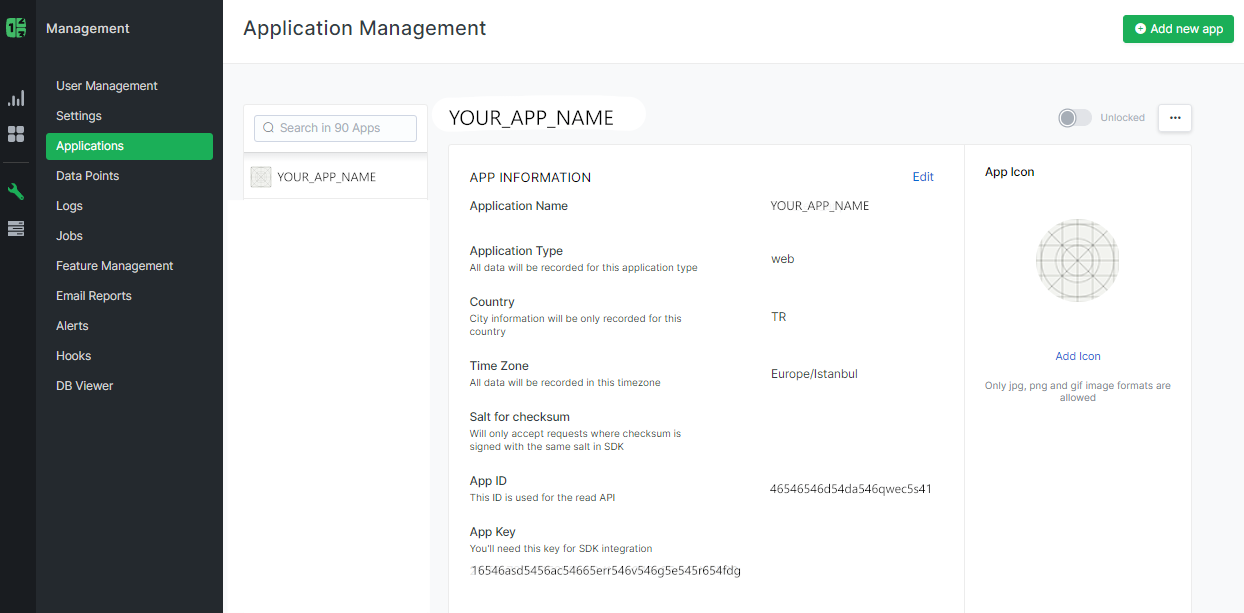 Management
User Management
Settings
Applications
Data Points
Logs
Jobs
Feature Management
Email Reports
Alerts
Hooks
DB Viewer
Application Management
Add new app
Search in 90 Apps
YOUR_APP_NAME
YOUR_APP_NAME
Unlocked
APP INFORMATION
Edit
Application Name
YOUR_APP_NAME
Application Type
All data will be recorded for this application type
web
Country
City information will be only recorded for this
country
TR
Time Zone
All data will be recorded in this timezone
Europe/Istanbul
Salt for checksum
Will only accept requests where checksum is
signed with the same salt in SDK
App ID
This ID is used for the read API
46546546d54da546qwec5s41
App Key
You'll need this key for SDK integration
16546asd5456ac54665err546v546g5e545r654fdg
App Icon
Add Icon
Only jpg, png and gif image formats are
allowed